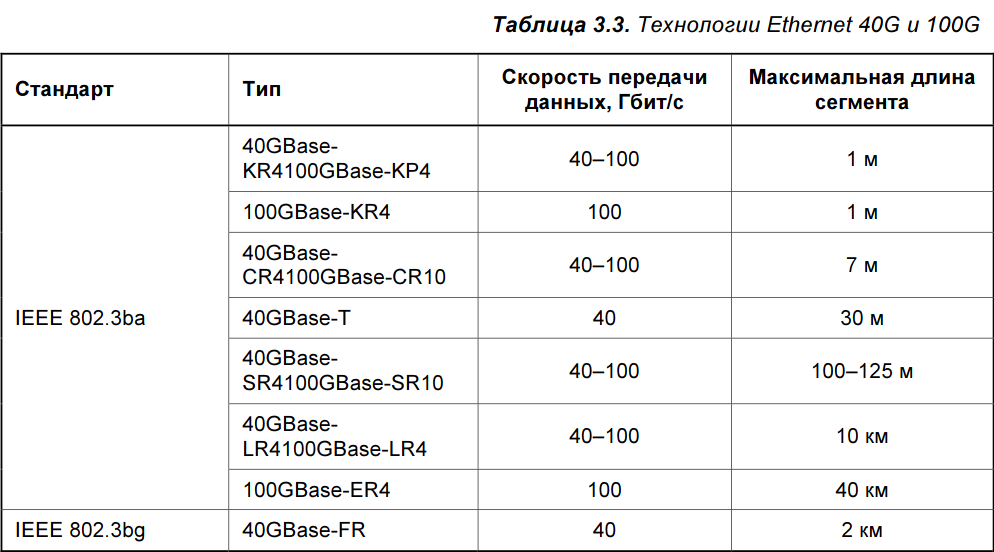 Таблица 3.3. Технологии Ethernet 40G и 100G
Стандарт
Тип
Скорость передачи
данных, Гбит/с
Максимальная длина
сегмента
IEEE 802.3ba
40GBase-
KR4100GBase-KP4
40–100
1 м
100GBase-KR4
100
1 м
40GBase-
CR4100GBase-CR10
40–100
7 м
40GBase-T
40
30 м
40GBase-
SR4100GBase-SR10
40–100
100–125 м
40GBase-
LR4100GBase-LR4
40–100
10 км
100GBase-ER4
100
40 км
IEEE 802.3bg
40GBase-FR
40
2 км